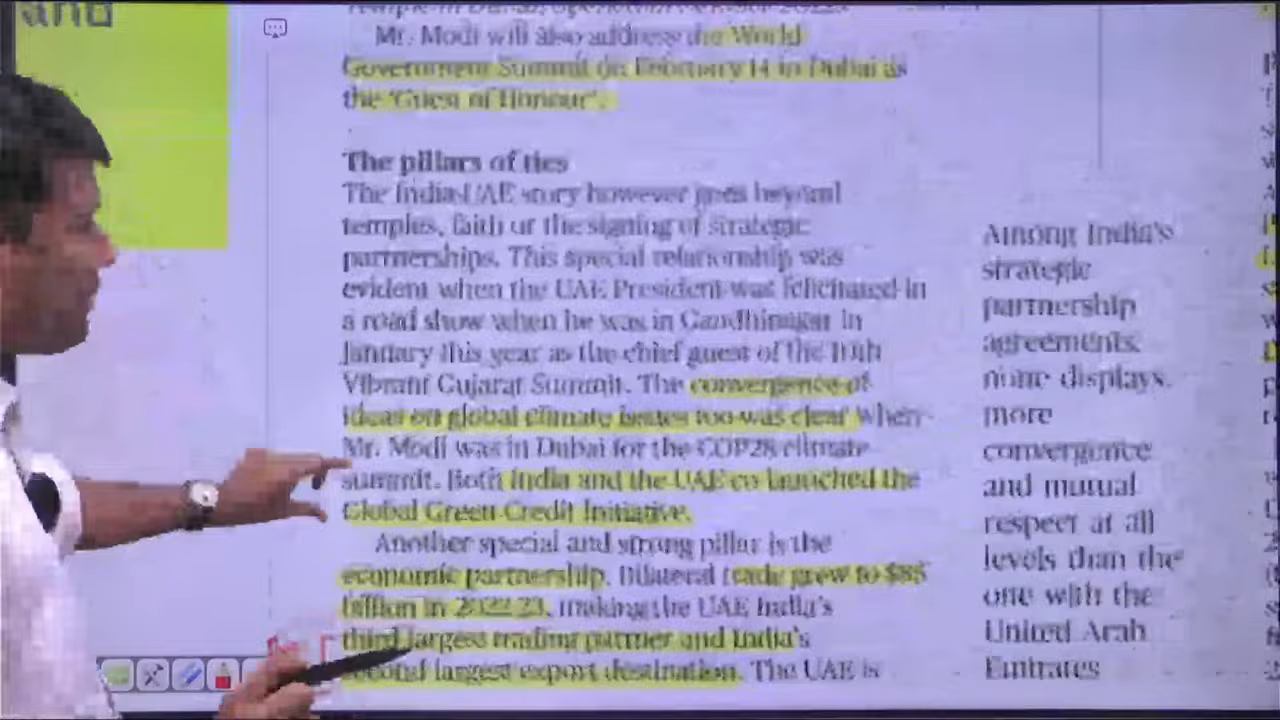 and
Mr. Modi will also address the World
Government Summit on February 14 in Dubai as
the 'Guest of Honour'.
The pillars of ties
The India-UAE story however goes beyond
temples, faith or the signing of strategic
partnerships. This special relationship was
evident when the UAE President was felicitated in
a road show when he was in Gandhinagar in
January this year as the chief guest of the 10th
Vibrant Gujarat Summit. The convergence of
ideas on global climate issues too was clear when
Mr. Modi was in Dubai for the COP28 climate
summit. Both India and the UAE co-launched the
Global Green Credit Initiative.
Another special and strong pillar is the
economic partnership. Bilateral trade grew to $85
billion in 2022-23, making the UAE India's
third largest trading partner and India's
second largest export destination. The UAE is
Among India's
strategic
partnership
agreements,
none displays
more
convergence
and mutual
respect at all
levels than the
one with the
United Arab
Emirates